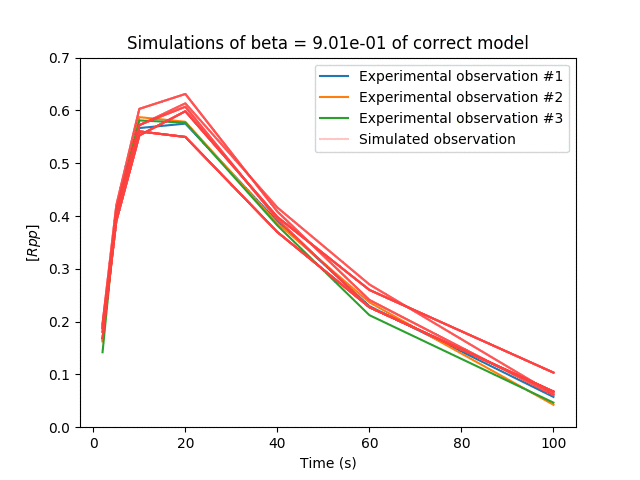 Simulations of beta = 9.01e-01 of correct model
0.7
0.6
0.5
0.4
0.3
0.2
0.1
0.0
[Rpp]
Experimental observation #1
Experimental observation #2
Experimental observation #3
Simulated observation
0 20 40 60 80 100
Time (s)